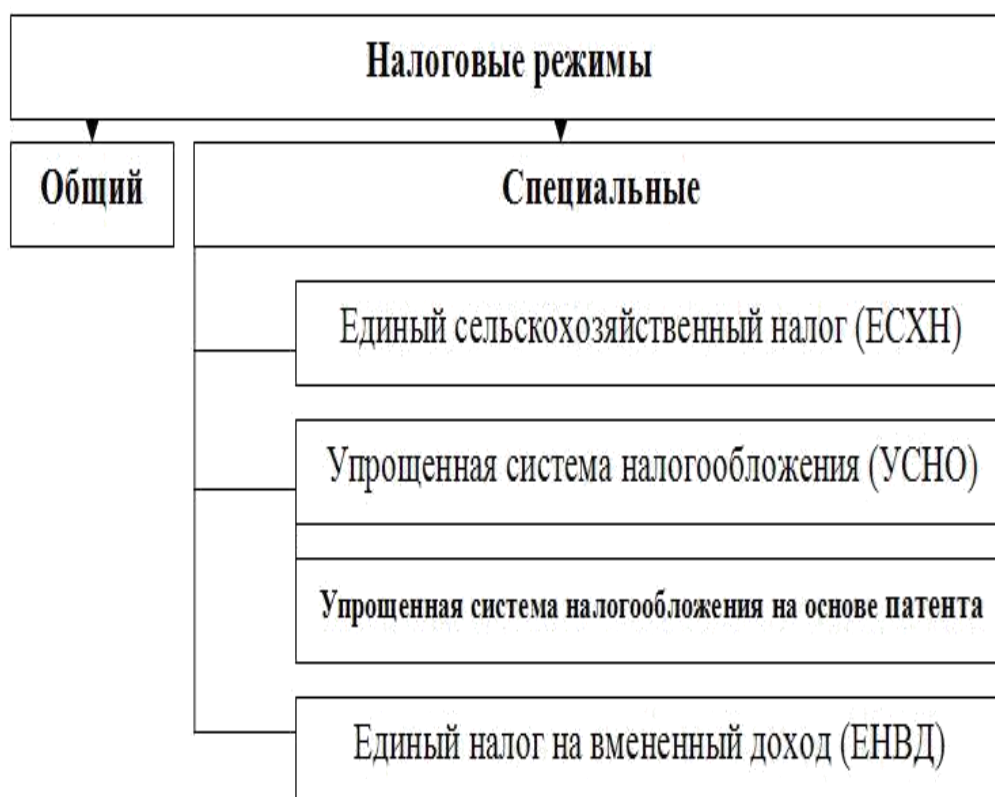 Налоговые режимы
Общий
Специальные
Единый сельскохозяйственный налог (ЕСХН)
Упрощенная система налогообложения (УСНО)
Упрощенная система налогообложения на основе патента
Единый налог на вмененный доход (ЕНВД)